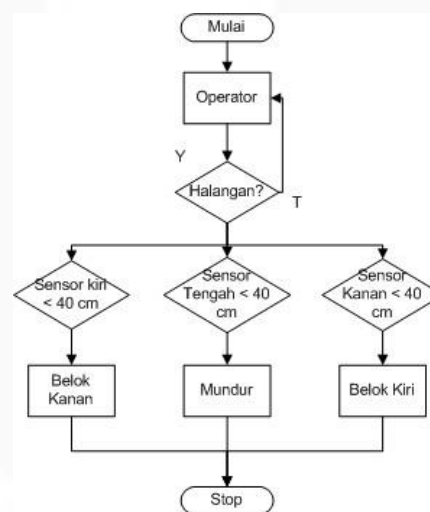 Mulai
Operator
Y
Halangan?
T
Sensor kiri
< 40 cm
Sensor
Tengah < 40
cm
Sensor
Kanan < 40
cm
Belok
Kanan
Mundur
Belok Kiri
Stop